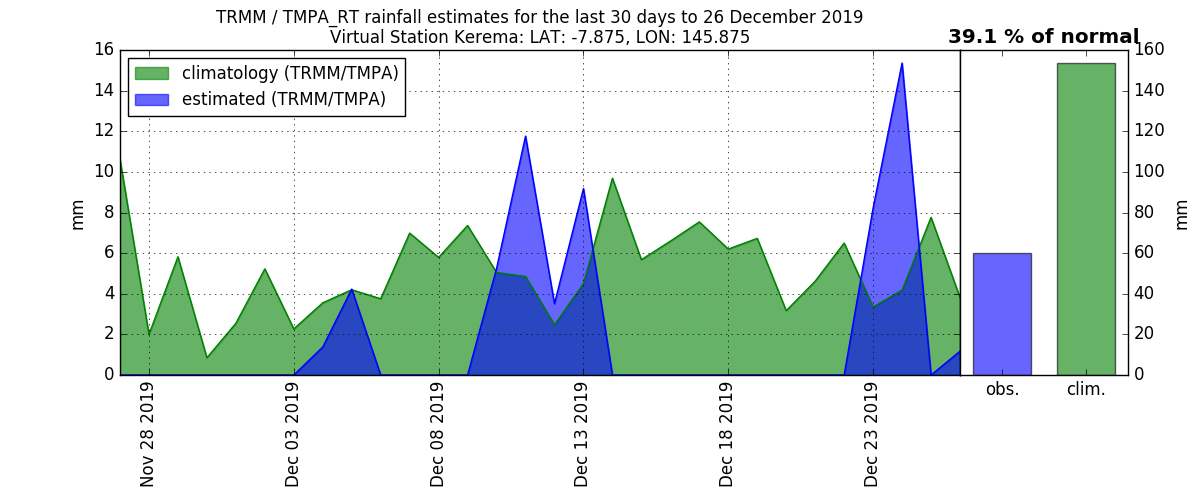 TRMM / TMPA_RT rainfall estimates for the last 30 days to 26 December 2019
Virtual Station Kerema: LAT: -7.875, LON: 145.875
39.1 % of normal
climatology (TRMM/TMPA)
estimated (TRMM/TMPA)
16
14
12
10
8
6
4
2
0
mm
Nov 28 2019
Dec 03 2019
Dec 08 2019
Dec 13 2019
Dec 18 2019
Dec 23 2019
obs.
clim.
160
140
120
100
80
60
40
20
0
mm